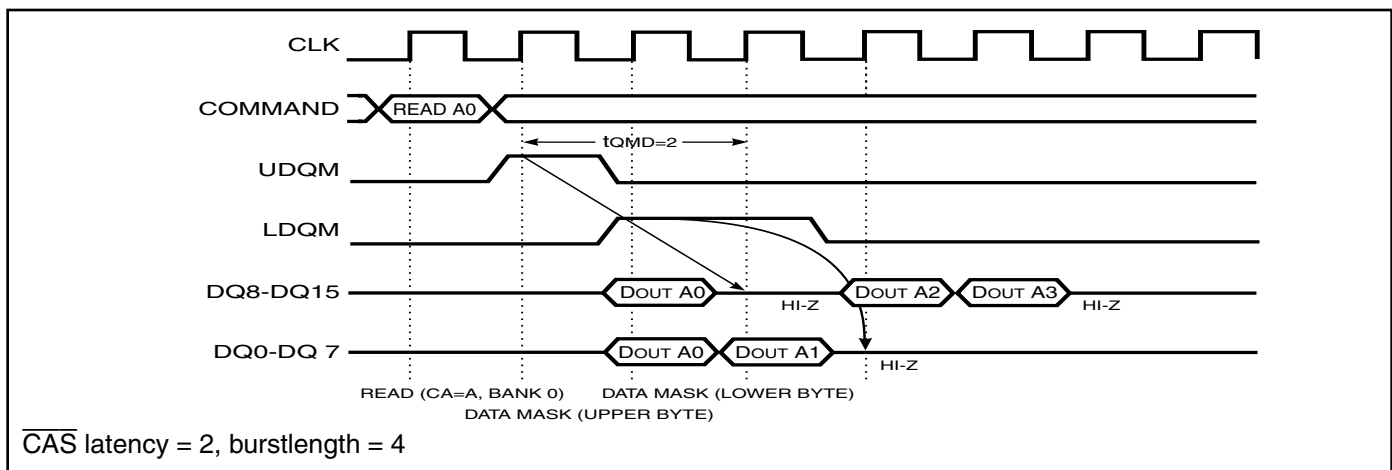 CLK
COMMAND READ A0
tQMD=2
UDQM
LDQM
DQ8-DQ15 DOUT A0 HI-Z DOUT A2 DOUT A3 HI-Z
DQ0-DQ 7 DOUT A0 DOUT A1 HI-Z
READ (CA=A, BANK 0) DATA MASK (LOWER BYTE)
DATA MASK (UPPER BYTE)
CAS latency = 2, burstlength = 4